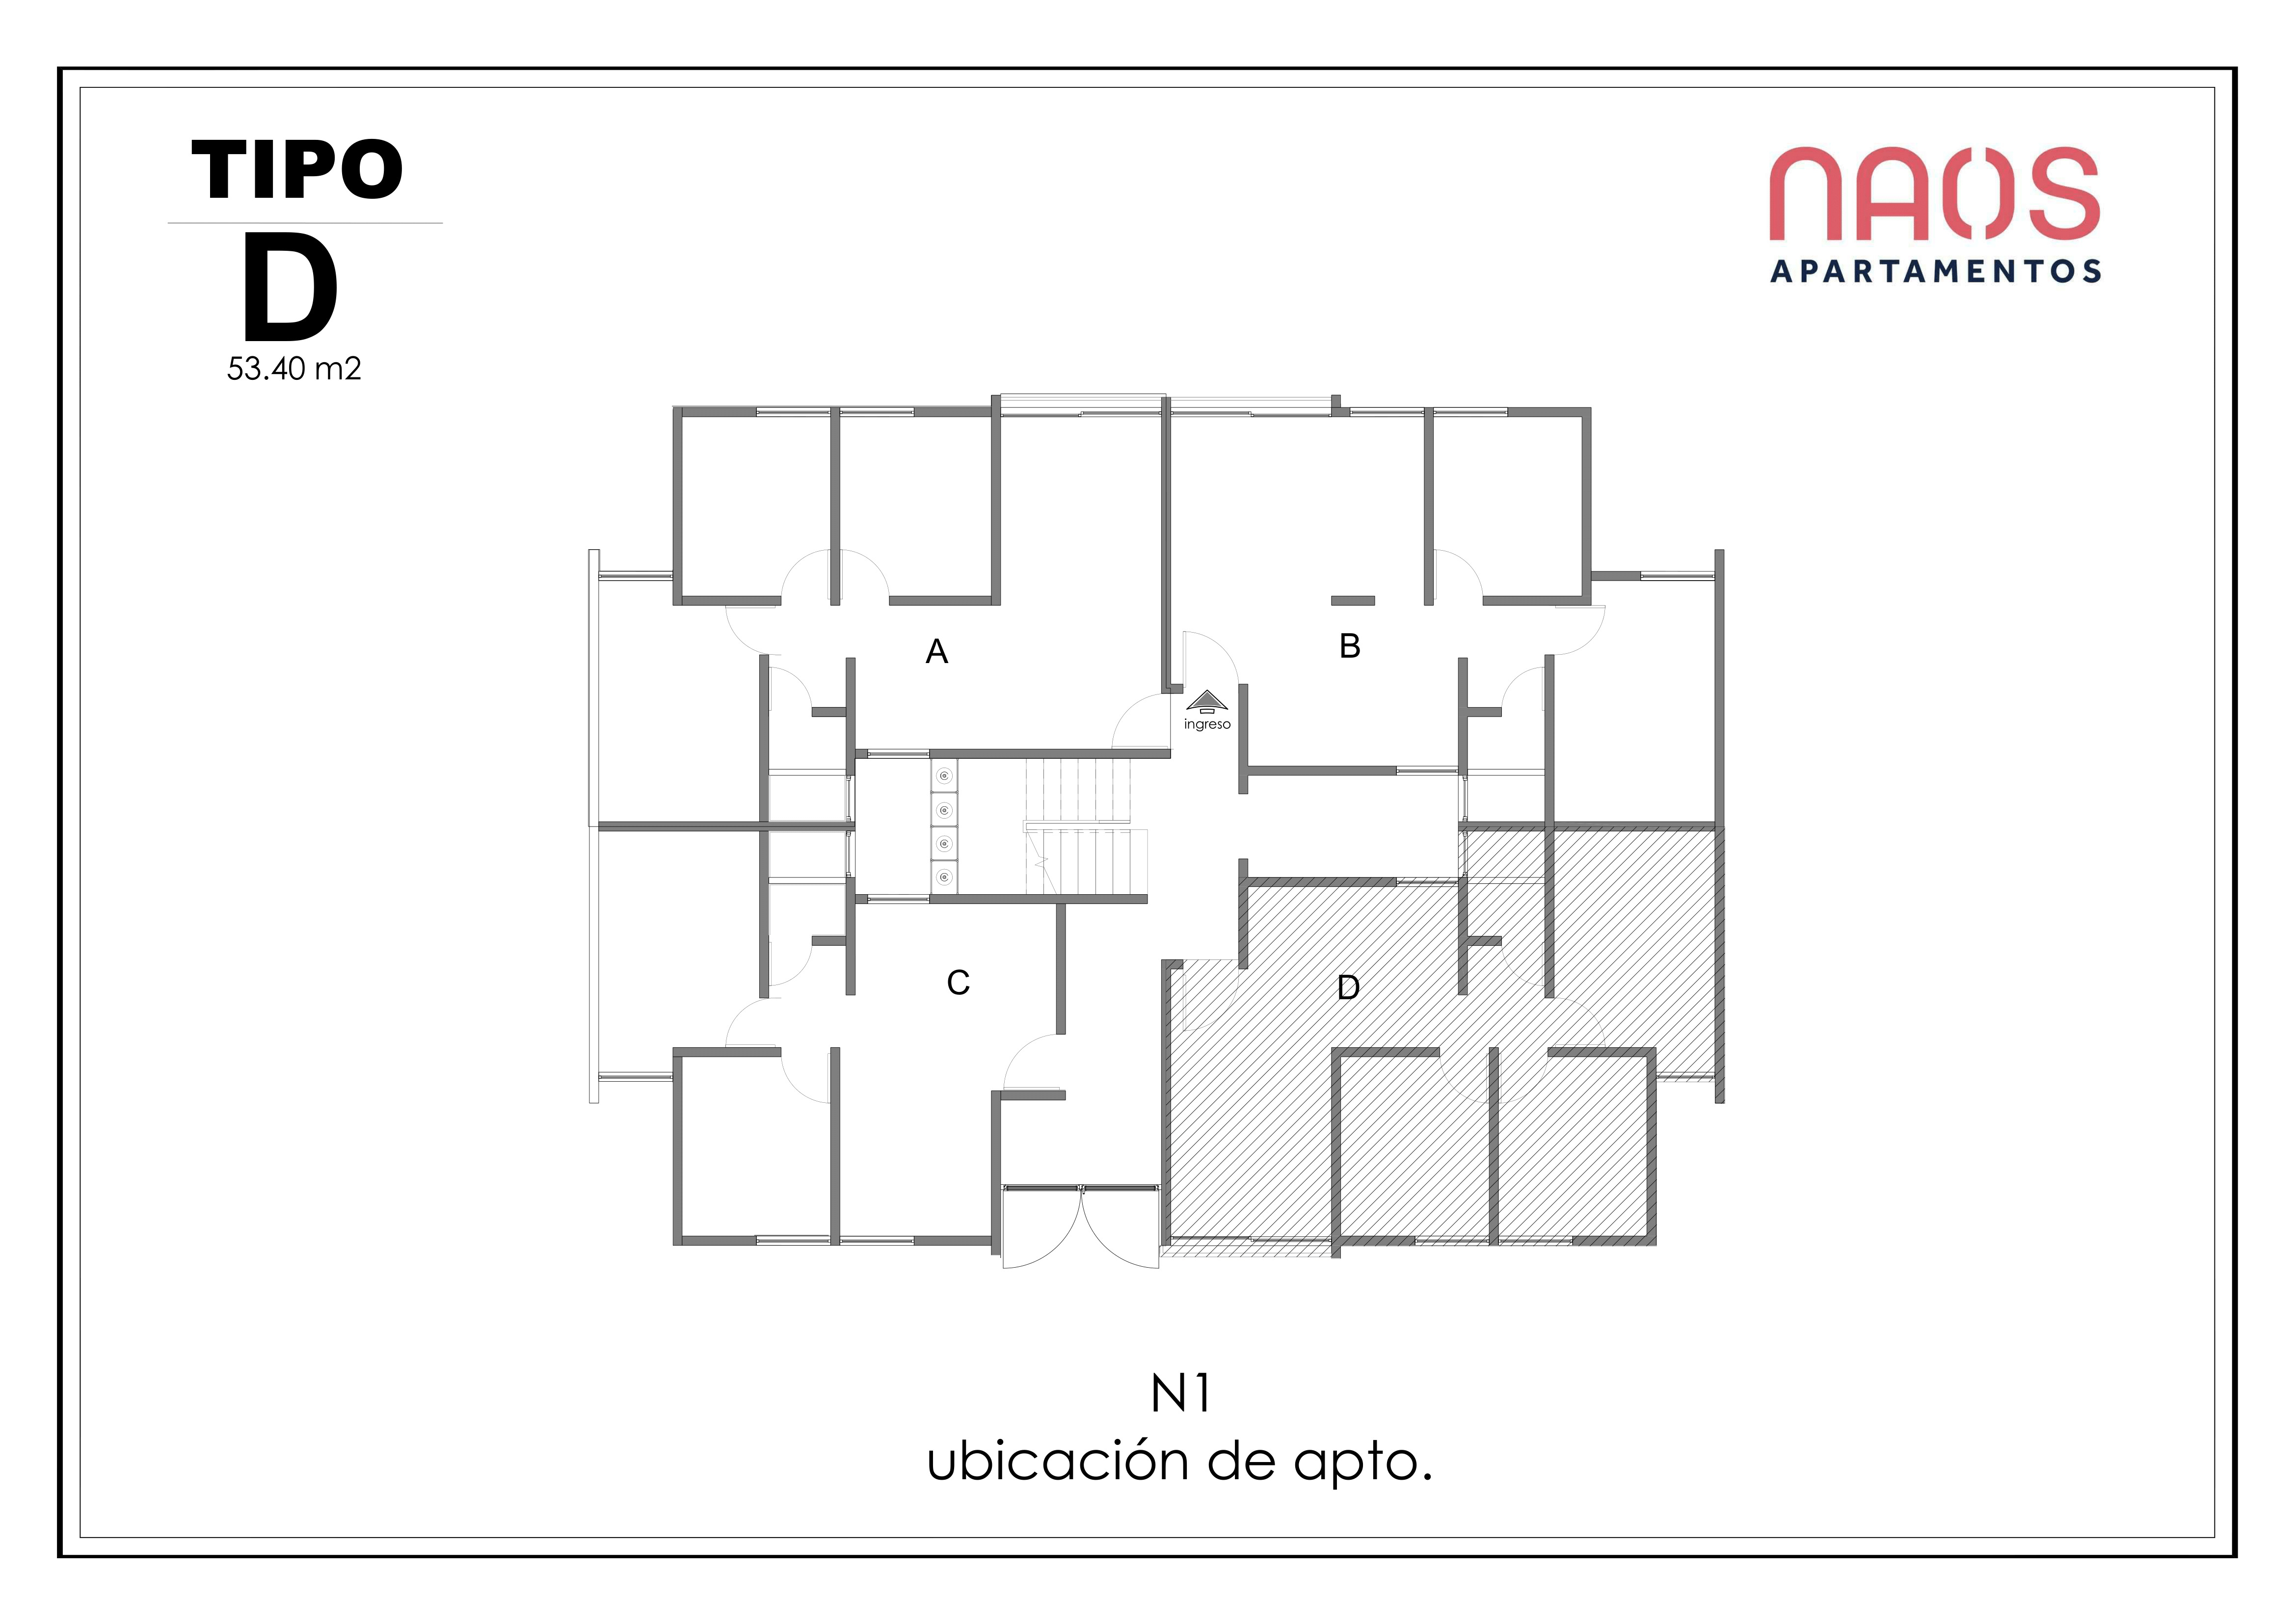 TIPO
D
53.40 m2
NAOS
APARTAMENTOS
A
B
ingreso
C
D
N1
ubicación de apto.